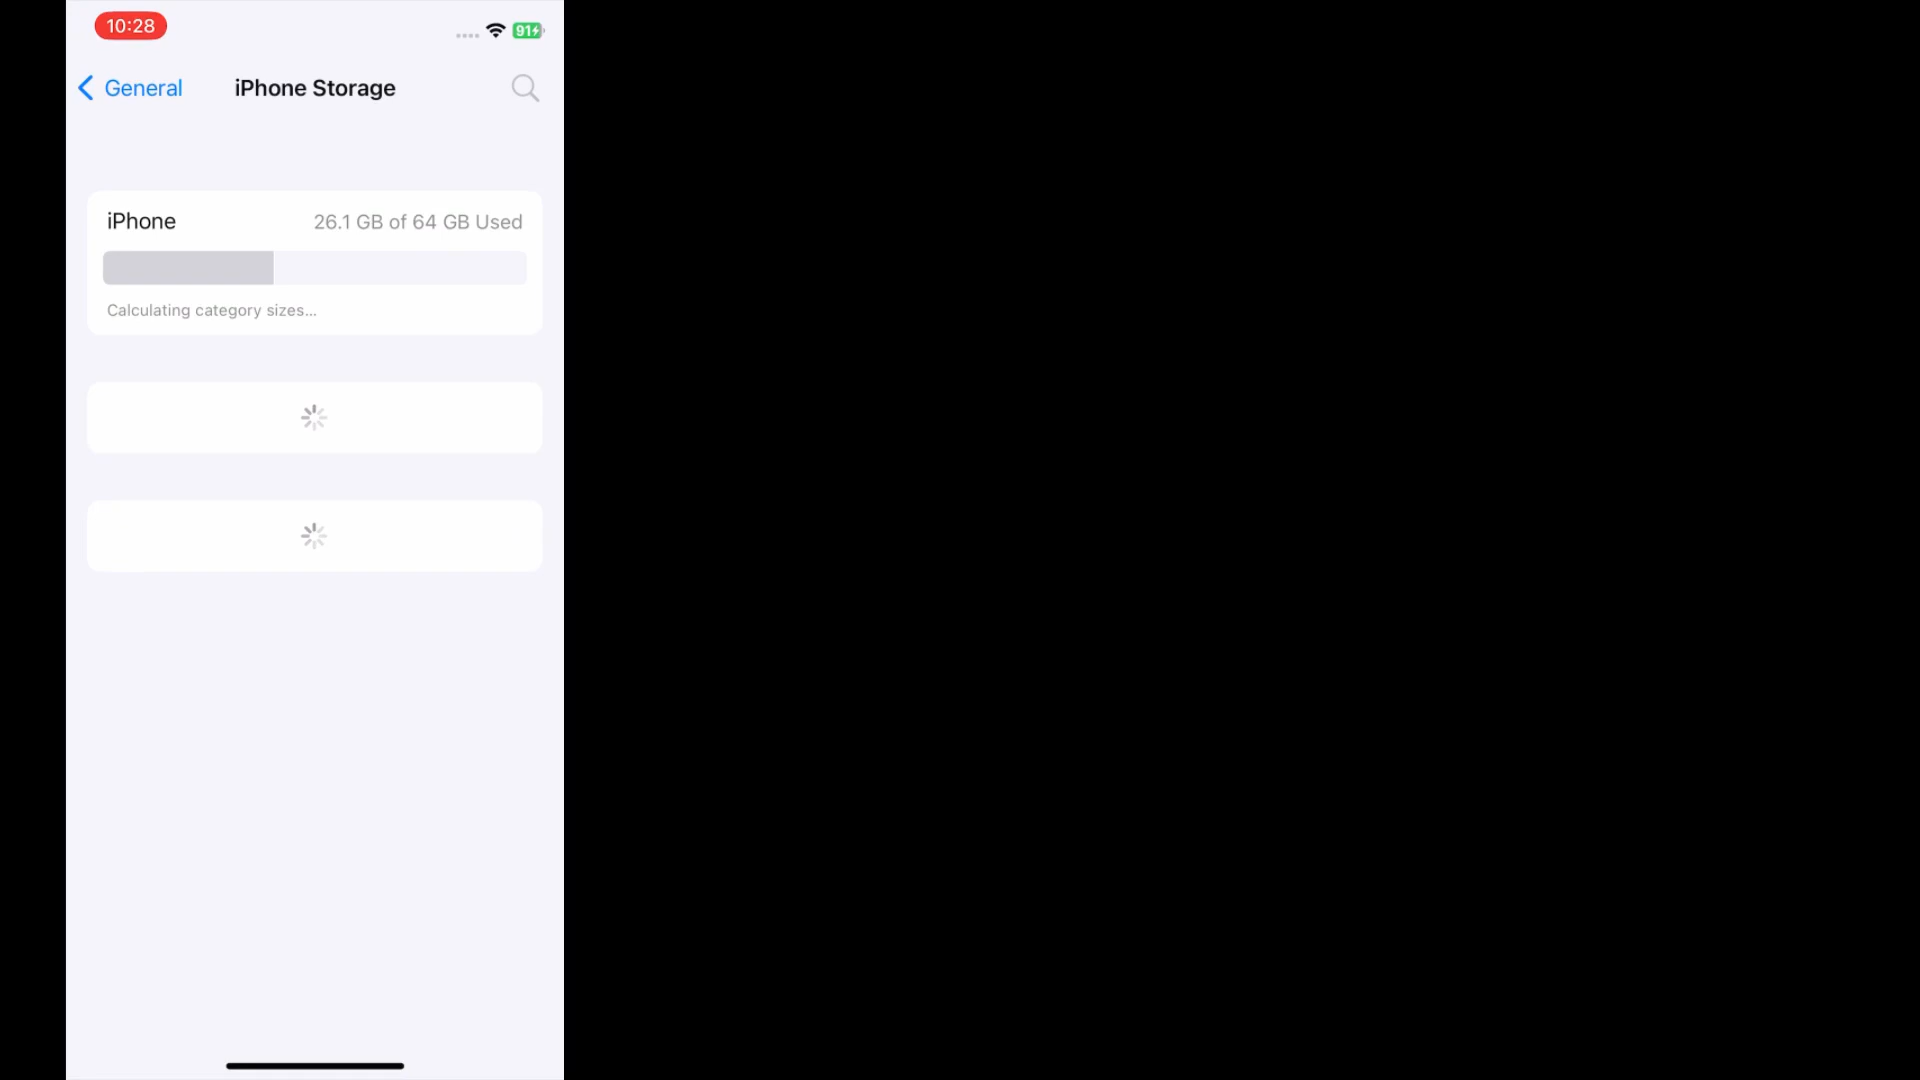 10:28
91
General
iPhone Storage
iPhone
26.1 GB of 64 GB Used
Calculating category sizes...